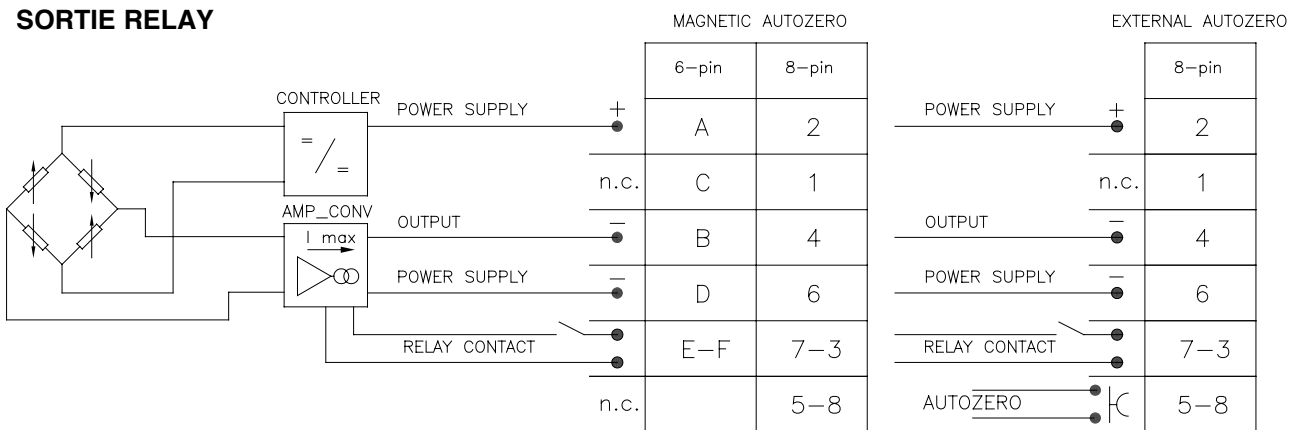 SORTIE RELAY
MAGNETIC AUTOZERO
EXTERNAL AUTOZERO
6-pin 8-pin 8-pin
CONTROLLER
= / =
POWER SUPPLY + A 2
POWER SUPPLY + 2
n.c. C 1
n.c. 1
AMP_CONV
I max
OUTPUT − B 4
OUTPUT − 4
POWER SUPPLY − D 6
POWER SUPPLY − 6
RELAY CONTACT E-F 7-3
RELAY CONTACT 7-3
n.c. 5-8
AUTOZERO 5-8